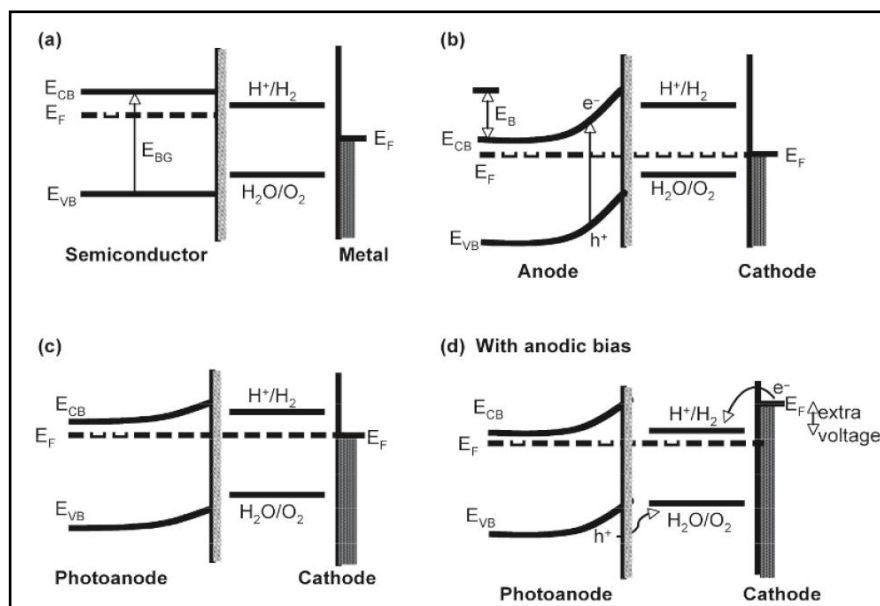 (a)
E_CB
H⁺/H₂
E_F
E_F
E_BG
E_VB
H₂O/O₂
Semiconductor
Metal
(b)
e⁻
H⁺/H₂
E_B
E_CB
E_F
E_F
H₂O/O₂
E_VB
h⁺
Anode
Cathode
(c)
E_CB
H⁺/H₂
E_F
E_F
E_VB
H₂O/O₂
Photoanode
Cathode
(d) With anodic bias
e⁻
E_CB
H⁺/H₂
E_F
extra
voltage
E_F
E_VB
H₂O/O₂
h⁺
Photoanode
Cathode